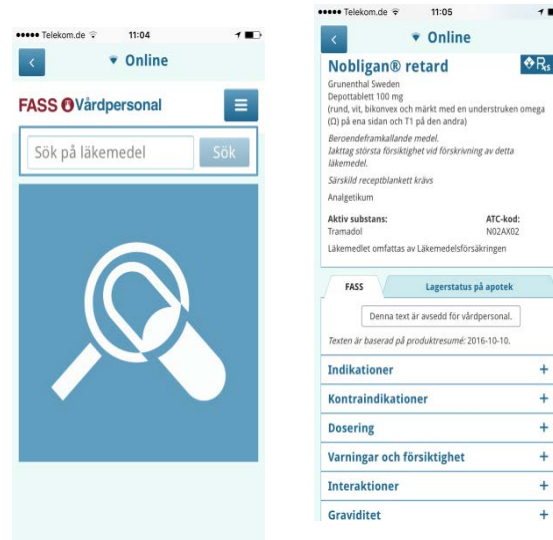 Telekom.de 11:04
Online
FASS Vårdpersonal
Sök på läkemedel Sök
Telekom.de 11:05
Online
Nobligan® retard
Rxs
Grunenthal Sweden
Depottablett 100 mg
(rund, vit, bikonvex och märkt med en understruken omega
(Ω) på ena sidan och T1 på den andra)
Beroendeframkallande medel.
Iakttag största försiktighet vid förskrivning av detta
läkemedel.
Särskild receptblankett krävs
Analgetikum
Aktiv substans: ATC-kod:
Tramadol N02AX02
Läkemedlet omfattas av Läkemedelsförsäkringen
FASS Lagerstatus på apotek
Denna text är avsedd för vårdpersonal.
Texten är baserad på produktresumé: 2016-10-10.
Indikationer +
Kontraindikationer +
Dosering +
Varningar och försiktighet +
Interaktioner +
Graviditet +